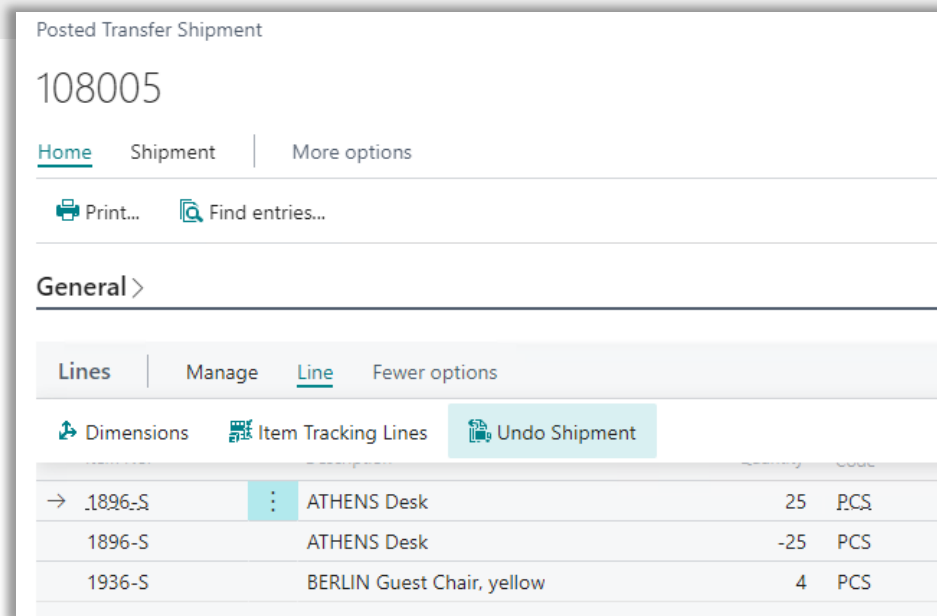 Posted Transfer Shipment
108005
Home Shipment More options
Print... Find entries...
General
Lines Manage Line Fewer options
Dimensions Item Tracking Lines Undo Shipment
1896-S ATHENS Desk 25 PCS
1896-S ATHENS Desk -25 PCS
1936-S BERLIN Guest Chair, yellow 4 PCS